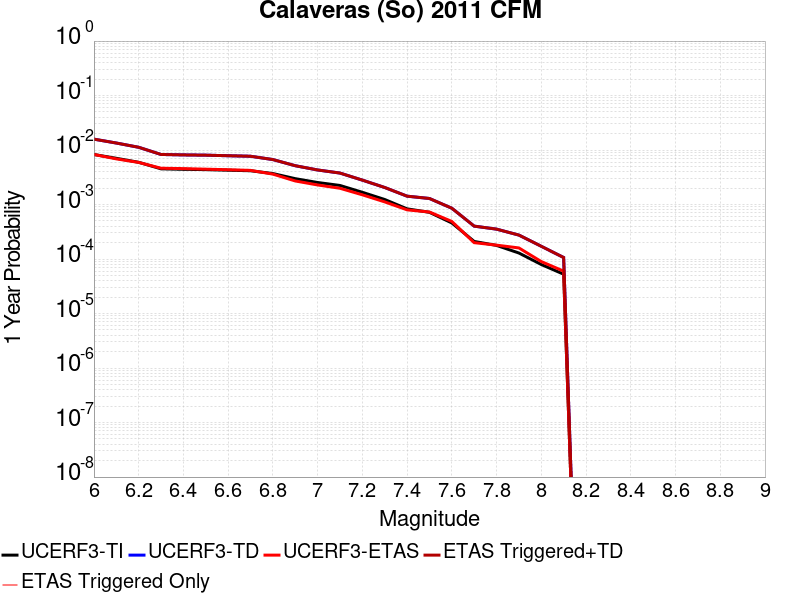 Calaveras (So) 2011 CFM
10^0
10^-1
10^-2
10^-3
10^-4
10^-5
10^-6
10^-7
10^-8
1 Year Probability
6 6.2 6.4 6.6 6.8 7 7.2 7.4 7.6 7.8 8 8.2 8.4 8.6 8.8 9
Magnitude
UCERF3-TI UCERF3-TD UCERF3-ETAS ETAS Triggered+TD
ETAS Triggered Only